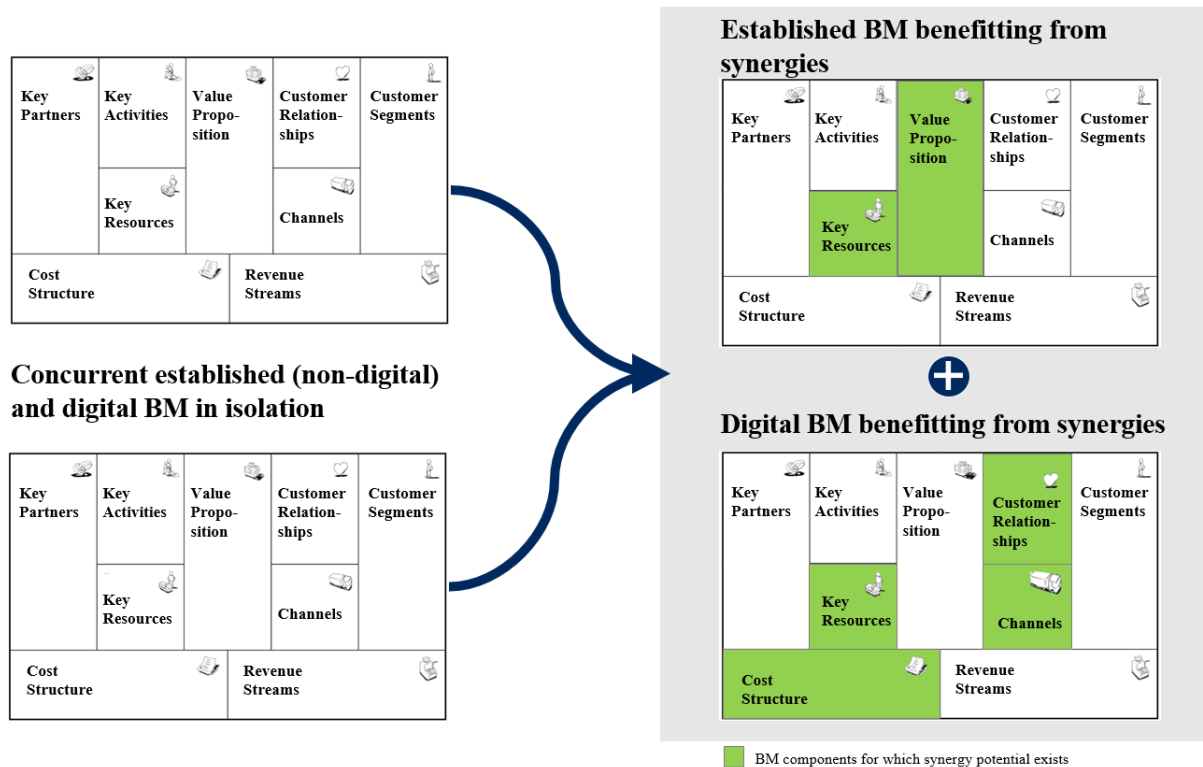 Key
Partners
Key
Activities
Value
Propo-
sition
Customer
Relation-
ships
Customer
Segments
Key
Resources
Channels
Cost
Structure
Revenue
Streams
Concurrent established (non-digital)
and digital BM in isolation
Key
Partners
Key
Activities
Value
Propo-
sition
Customer
Relation-
ships
Customer
Segments
Key
Resources
Channels
Cost
Structure
Revenue
Streams
Established BM benefitting from
synergies
Key
Partners
Key
Activities
Value
Propo-
sition
Customer
Relation-
ships
Customer
Segments
Key
Resources
Channels
Cost
Structure
Revenue
Streams
Digital BM benefitting from synergies
Key
Partners
Key
Activities
Value
Propo-
sition
Customer
Relation-
ships
Customer
Segments
Key
Resources
Channels
Cost
Structure
Revenue
Streams
BM components for which synergy potential exists